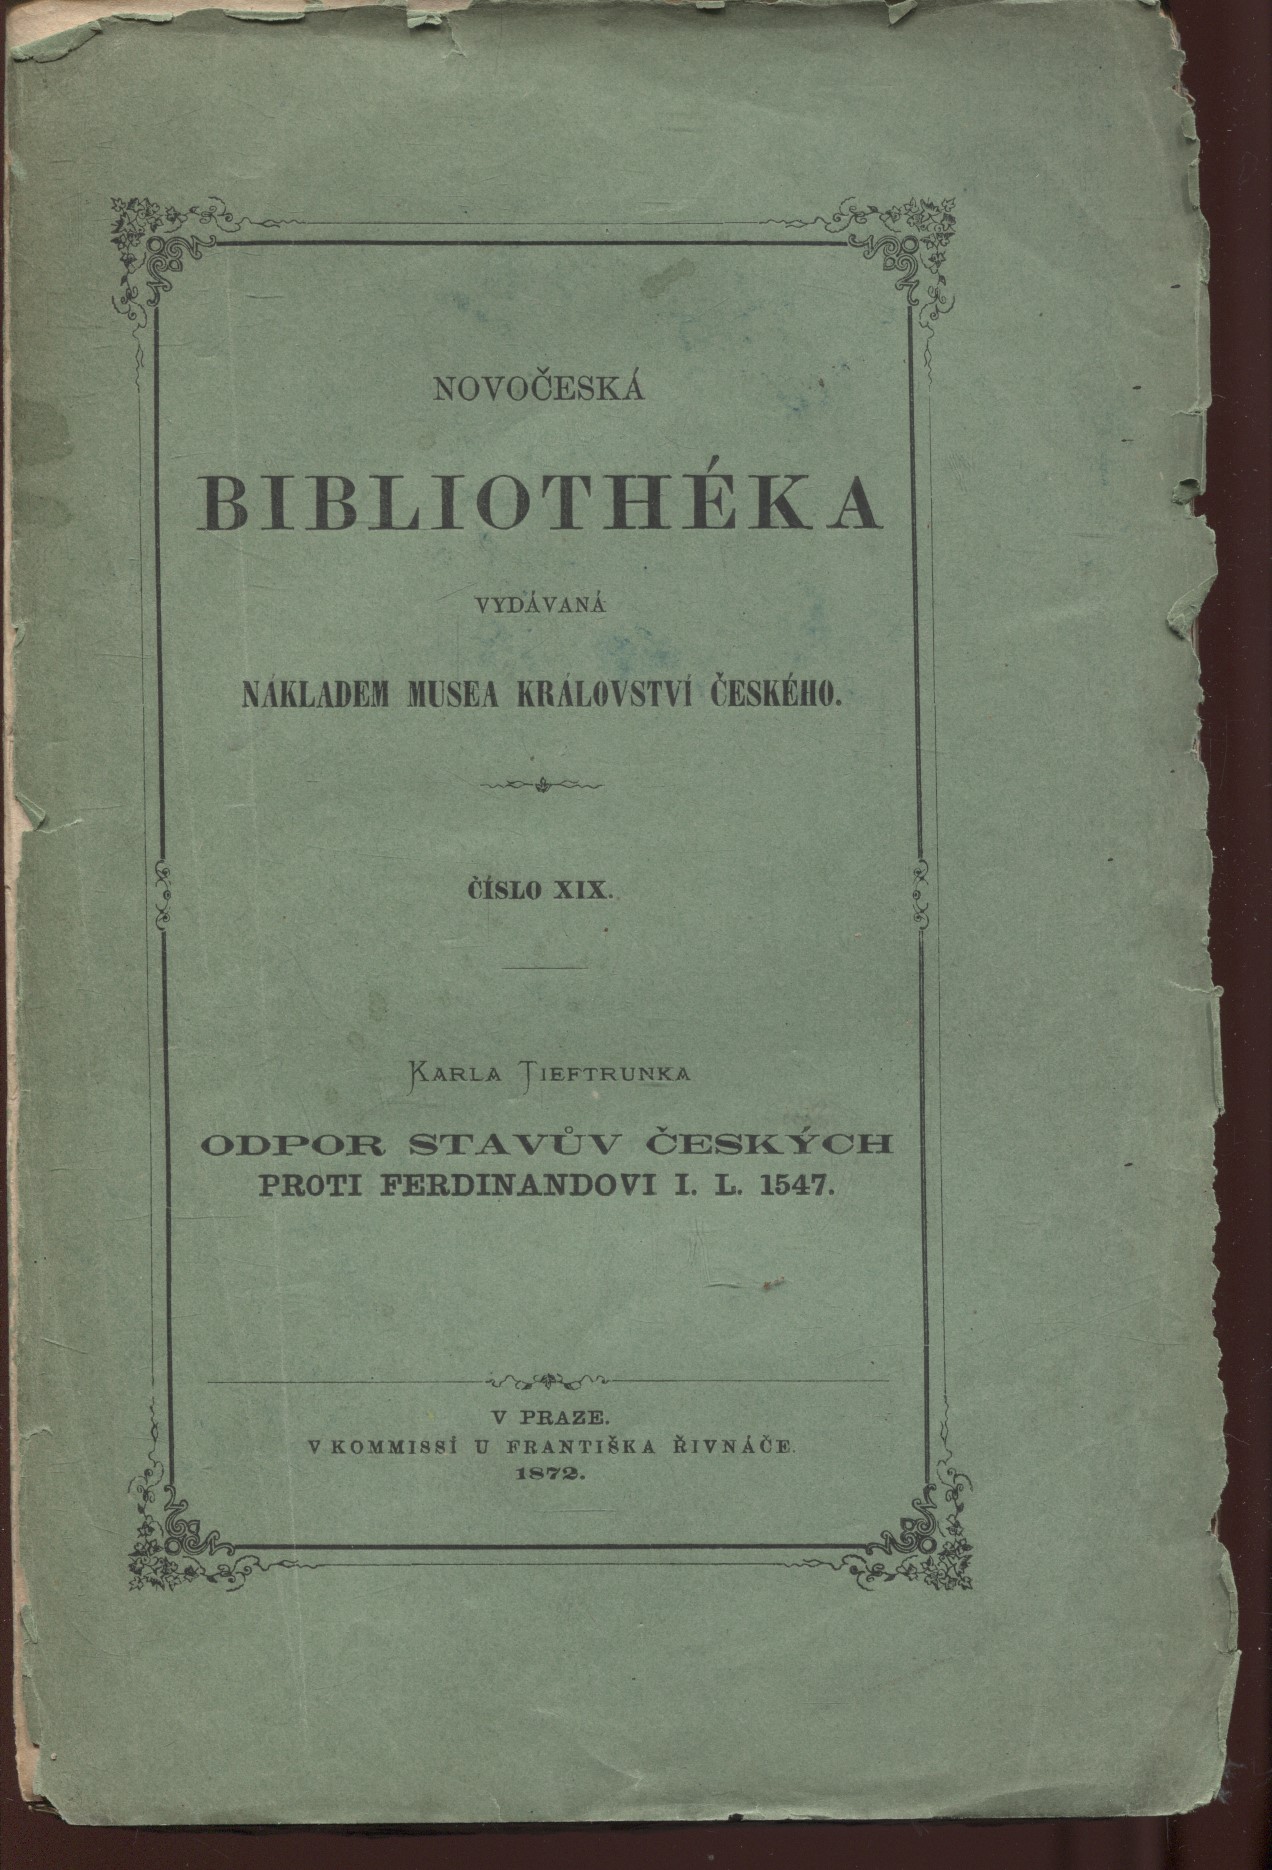 NOVOČESKÁ
BIBLIOTHÉKA
VYDÁVANÁ
NÁKLADEM MUSEA KRÁLOVSTVÍ ČESKÉHO.
ČÍSLO XIX.
KARLA TIEFTRUNKA
ODPOR STAVŮV ČESKÝCH
PROTI FERDINANDOVI I. L. 1547.
V PRAZE.
V KOMMISSÍ U FRANTIŠKA ŘIVNÁČE.
1872.